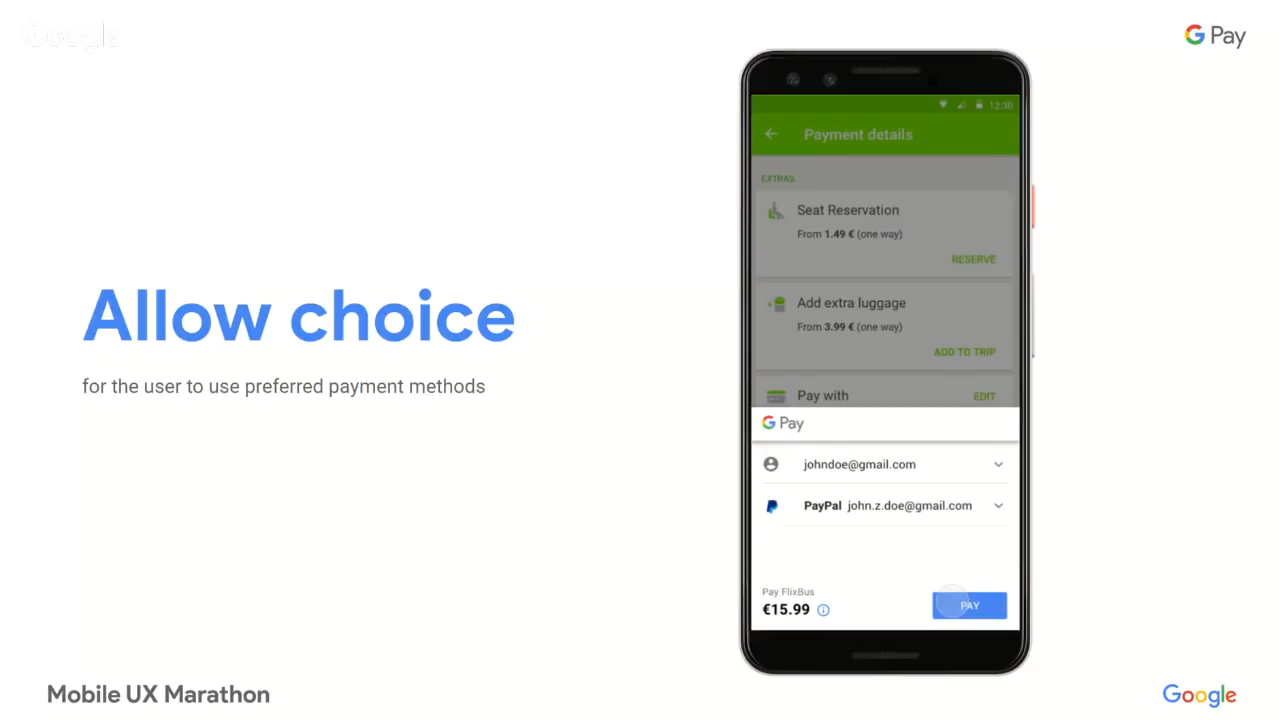 Google
G Pay
12:30
Payment details
EXTRAS
Seat Reservation
From 1.49 € (one way)
RESERVE
Add extra luggage
From 3.99 € (one way)
ADD TO TRIP
Pay with
EDIT
G Pay
johndoe@gmail.com
PayPal john.z.doe@gmail.com
Pay FlixBus
€15.99
PAY
Allow choice
for the user to use preferred payment methods
Mobile UX Marathon
Google